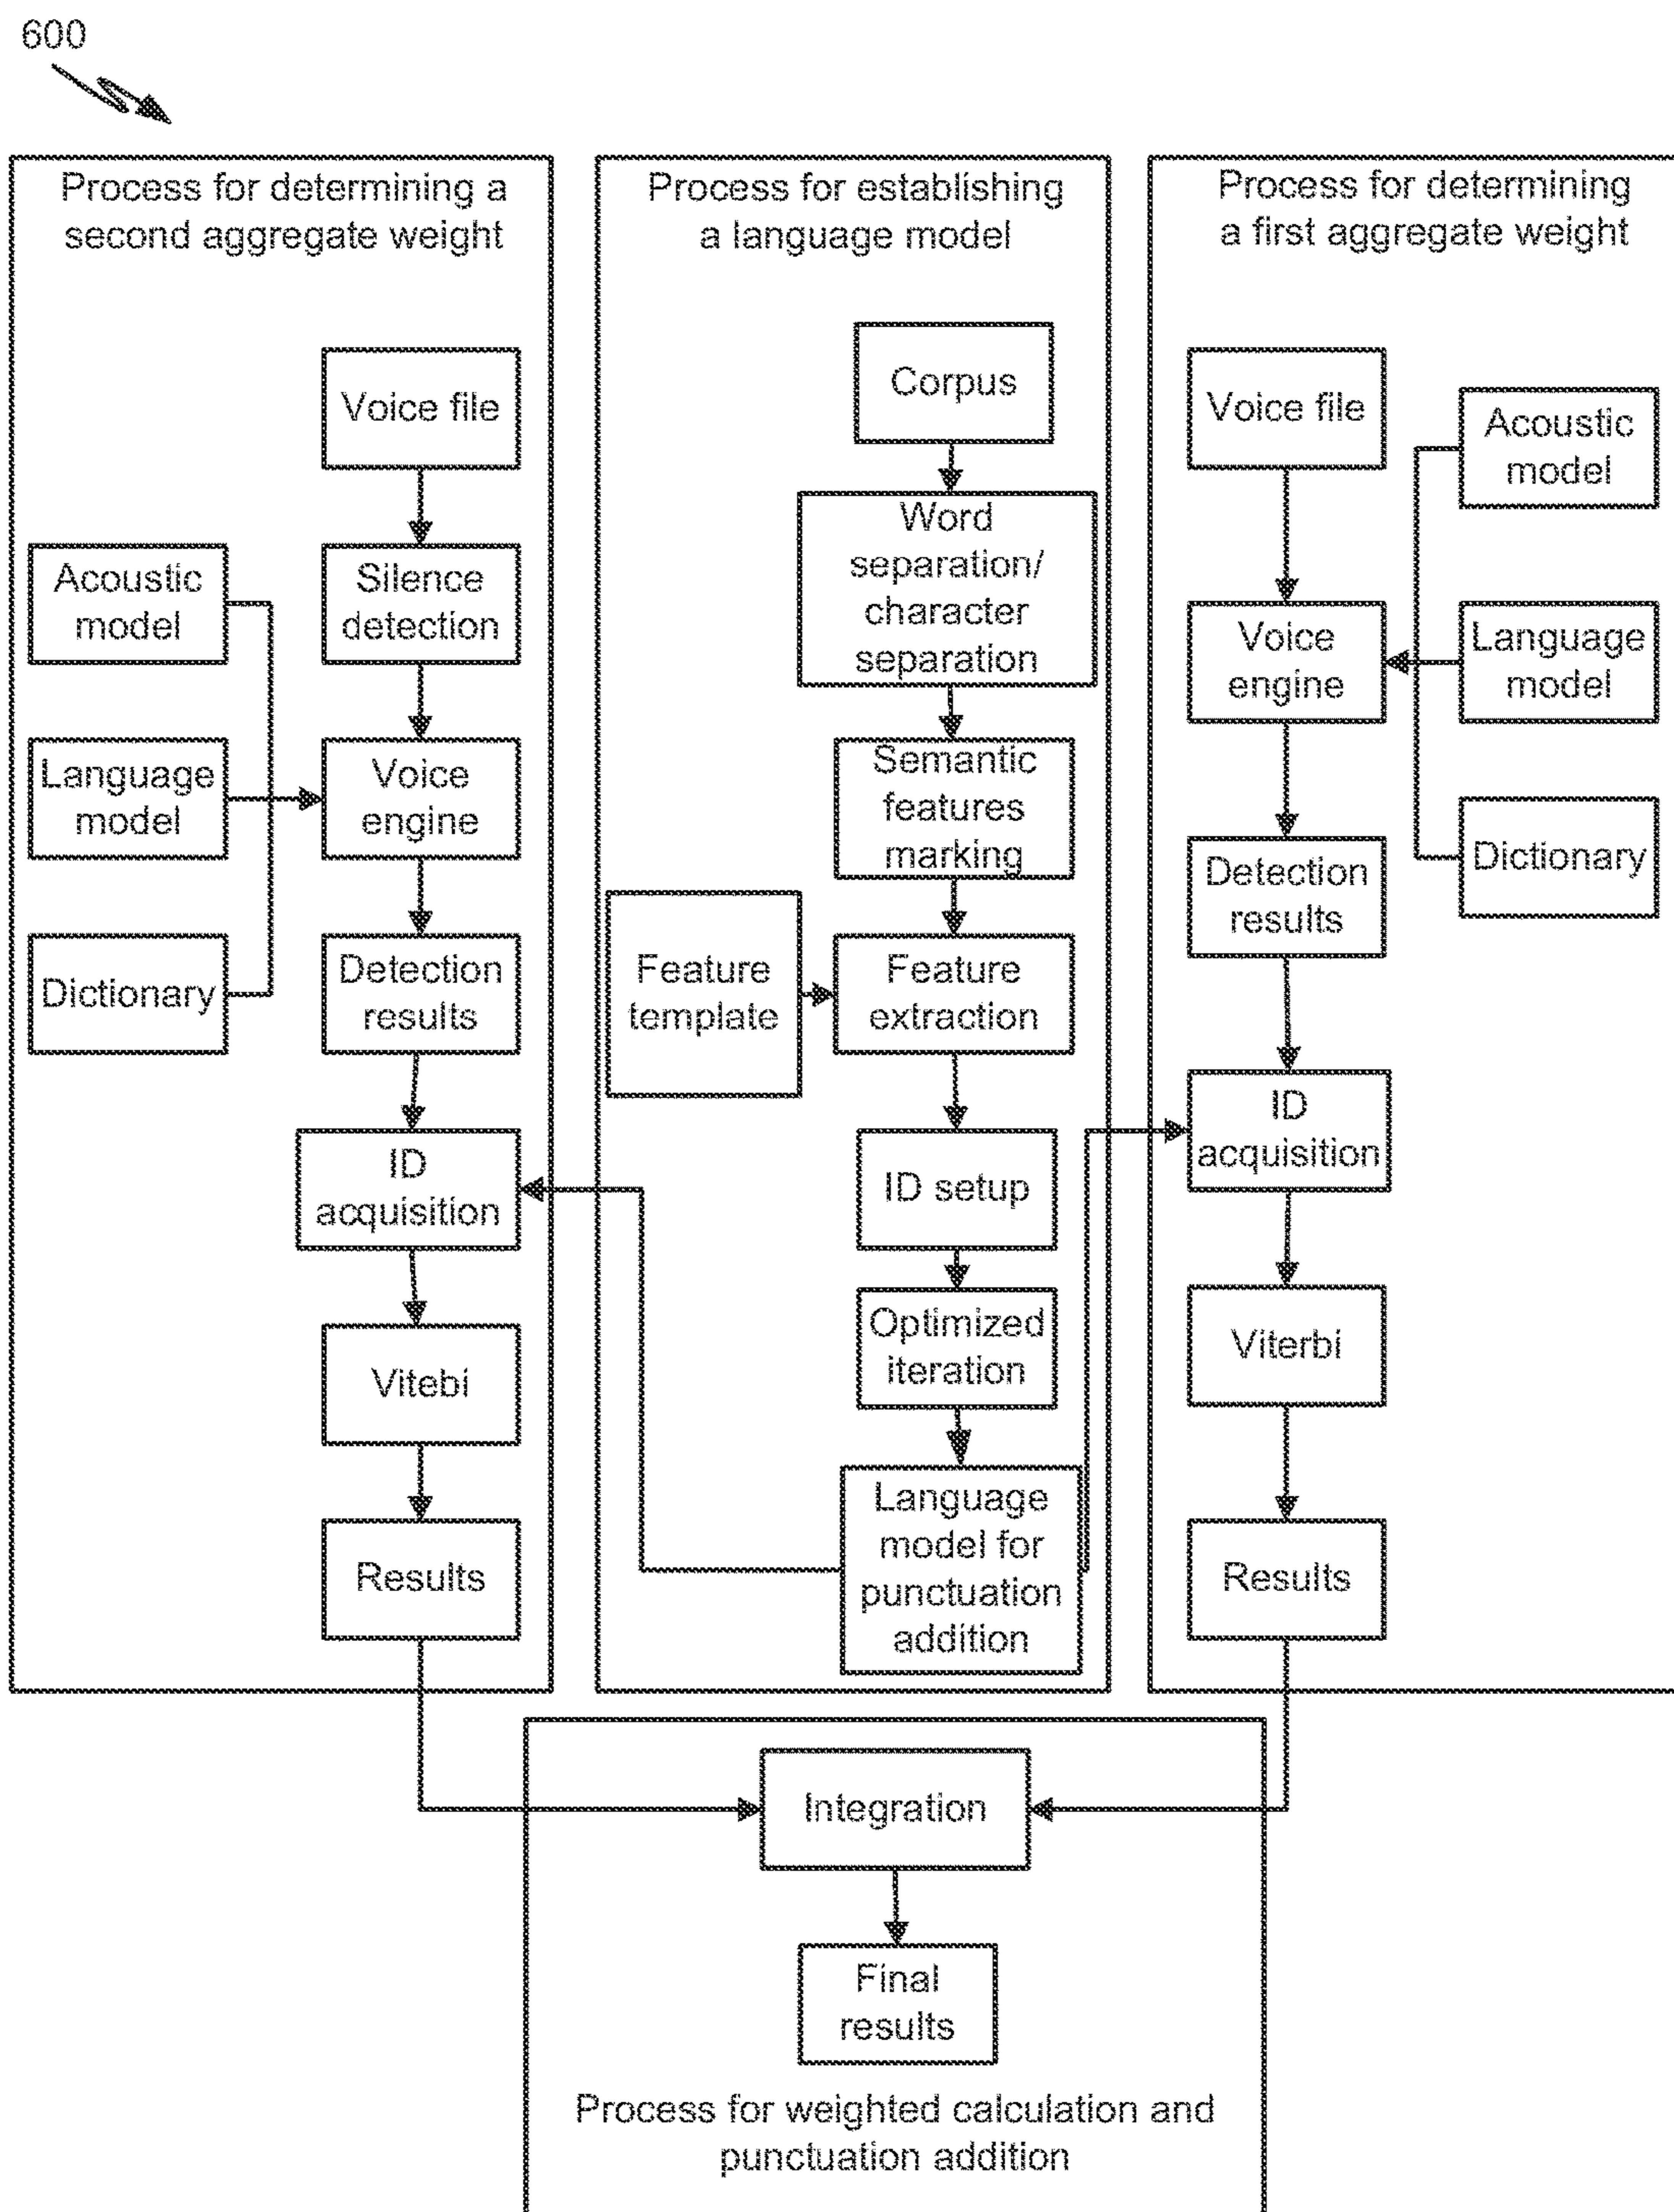 600
Process for determining a
second aggregate weight
Voice file
Acoustic
model
Silence
detection
Language
model
Voice
engine
Dictionary
Detection
results
ID
acquisition
Vitebi
Results
Process for establishing
a language model
Corpus
Word
separation/
character
separation
Semantic
features
marking
Feature
template
Feature
extraction
ID setup
Optimized
iteration
Language
model for
punctuation
addition
Process for determining
a first aggregate weight
Voice file
Acoustic
model
Voice
engine
Language
model
Detection
results
Dictionary
ID
acquisition
Viterbi
Results
Integration
Final
results
Process for weighted calculation and
punctuation addition